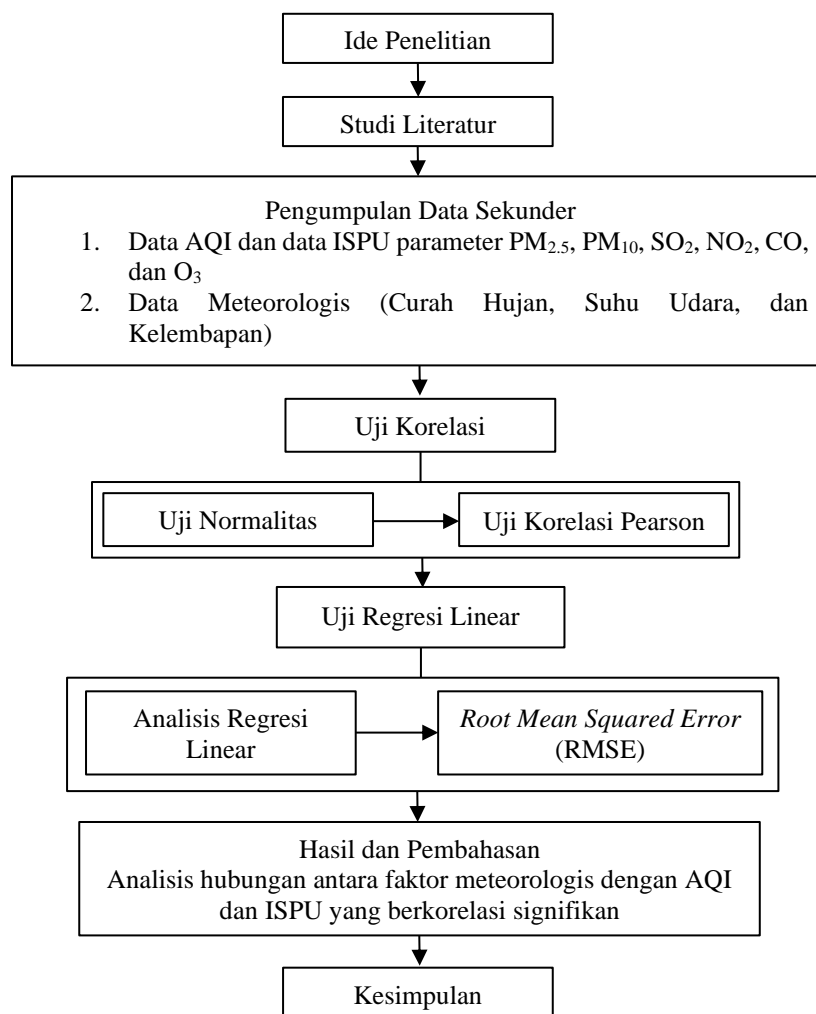 Ide Penelitian
Studi Literatur
Pengumpulan Data Sekunder
1. Data AQI dan data ISPU parameter PM₂.₅, PM₁₀, SO₂, NO₂, CO,
dan O₃
2. Data Meteorologis (Curah Hujan, Suhu Udara, dan
Kelembapan)
Uji Korelasi
Uji Normalitas
Uji Korelasi Pearson
Uji Regresi Linear
Analisis Regresi
Linear
Root Mean Squared Error
(RMSE)
Hasil dan Pembahasan
Analisis hubungan antara faktor meteorologis dengan AQI
dan ISPU yang berkorelasi signifikan
Kesimpulan